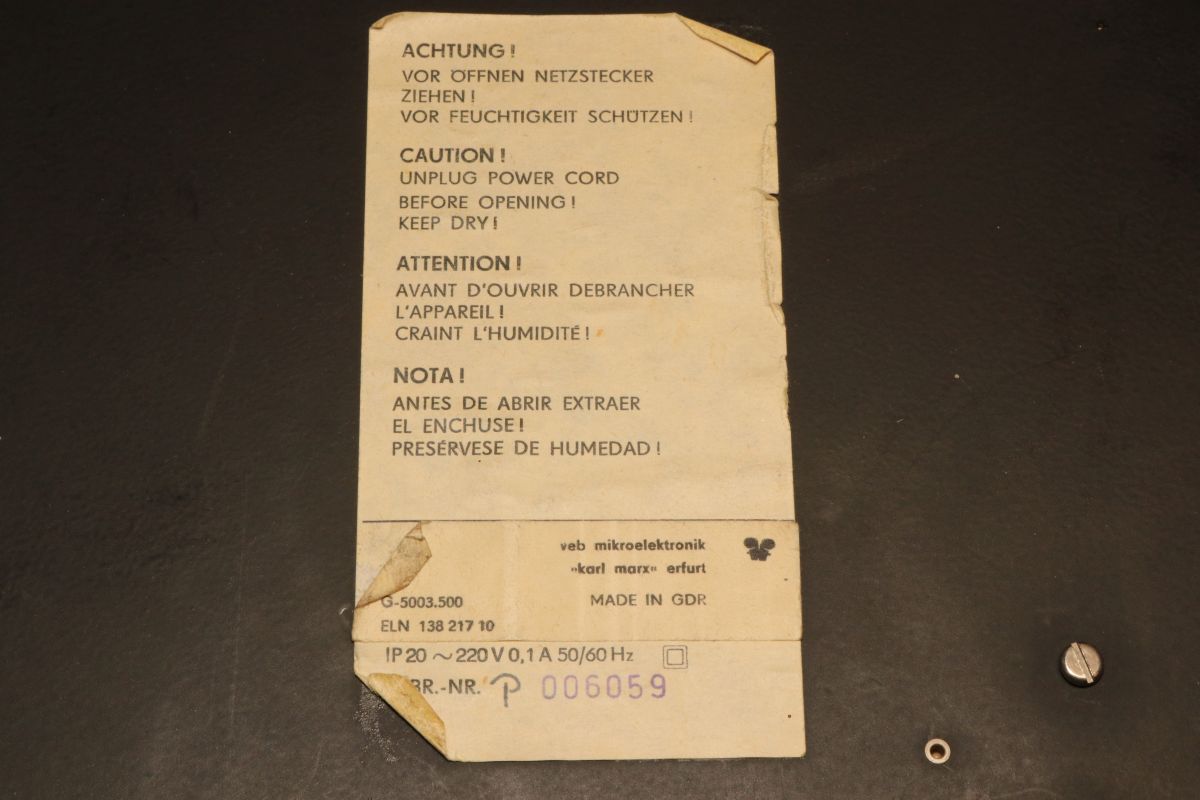 ACHTUNG!
VOR ÖFFNEN NETZSTECKER
ZIEHEN!
VOR FEUCHTIGKEIT SCHÜTZEN!
CAUTION!
UNPLUG POWER CORD
BEFORE OPENING!
KEEP DRY!
ATTENTION!
AVANT D'OUVRIR DEBRANCHER
L'APPAREIL!
CRAINT L'HUMIDITÉ!
NOTA!
ANTES DE ABRIR EXTRAER
EL ENCHUSE!
PRESÉRVESE DE HUMEDAD!
veb mikroelektronik
»karl marx« erfurt
G-5003.500 MADE IN GDR
ELN 138 217 10
IP 20 ~ 220 V 0,1 A 50/60 Hz
BR.-NR. P 006059